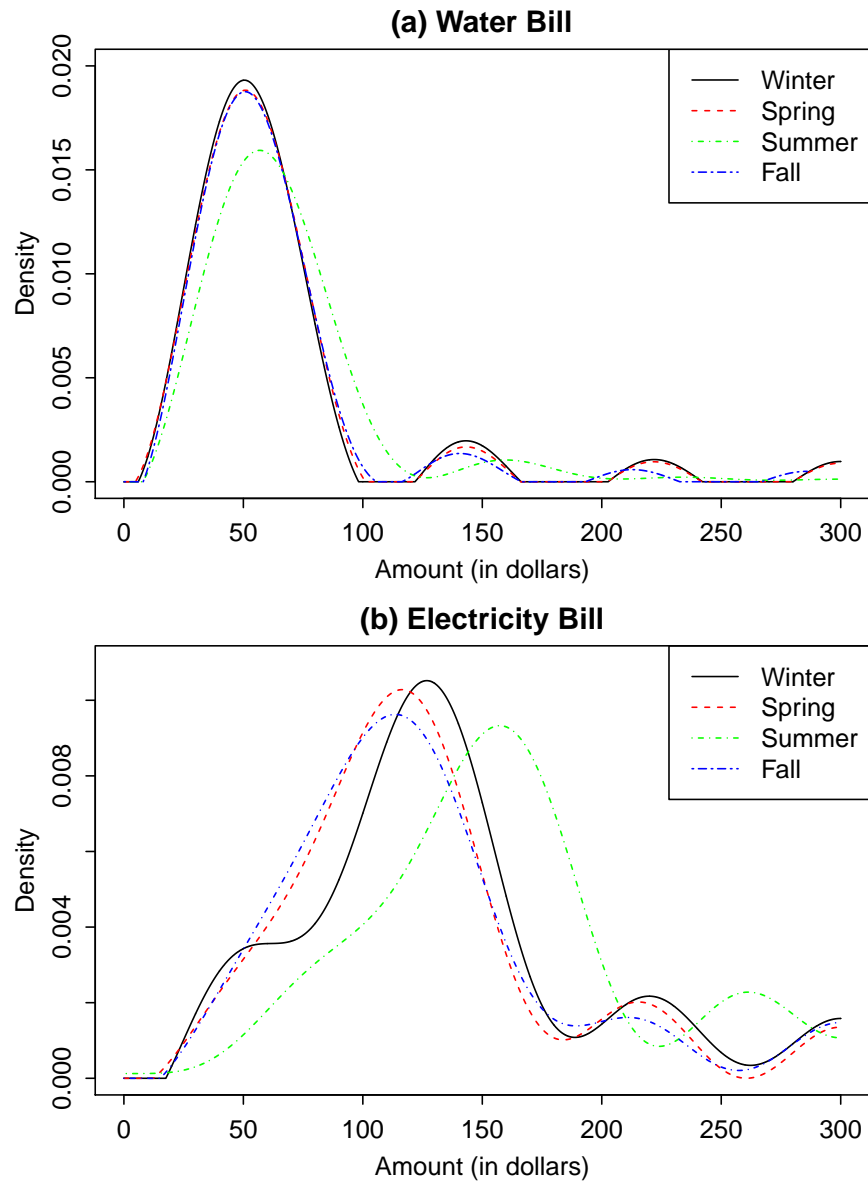 (a) Water Bill
Density
0.000
0.005
0.010
0.015
0.020
Winter
Spring
Summer
Fall
0
50
100
150
200
250
300
Amount (in dollars)
(b) Electricity Bill
Density
0.000
0.004
0.008
Winter
Spring
Summer
Fall
0
50
100
150
200
250
300
Amount (in dollars)